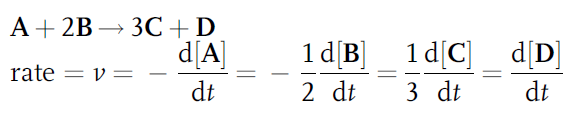 A + 2B → 3C + D
rate = v = − d[A]/dt = − 1/2 d[B]/dt = 1/3 d[C]/dt = d[D]/dt